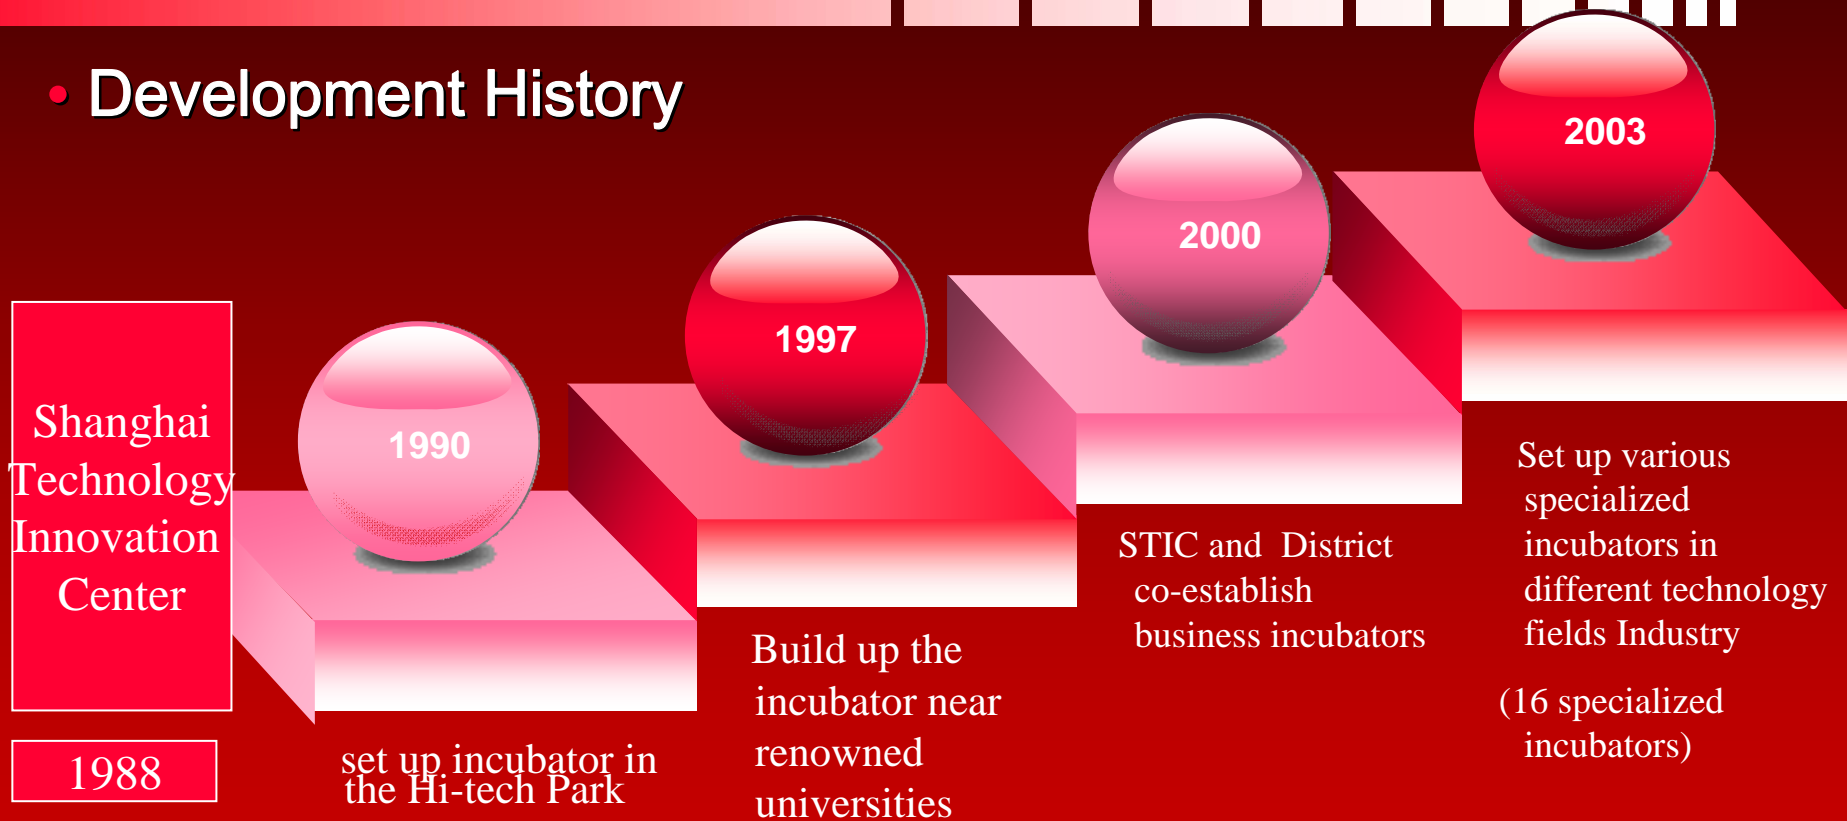 • Development History
Shanghai
Technology
Innovation
Center
1988
1990
set up incubator in
the Hi-tech Park
1997
Build up the
incubator near
renowned
universities
2000
STIC and District
co-establish
business incubators
2003
Set up various
specialized
incubators in
different technology
fields Industry
(16 specialized
incubators)